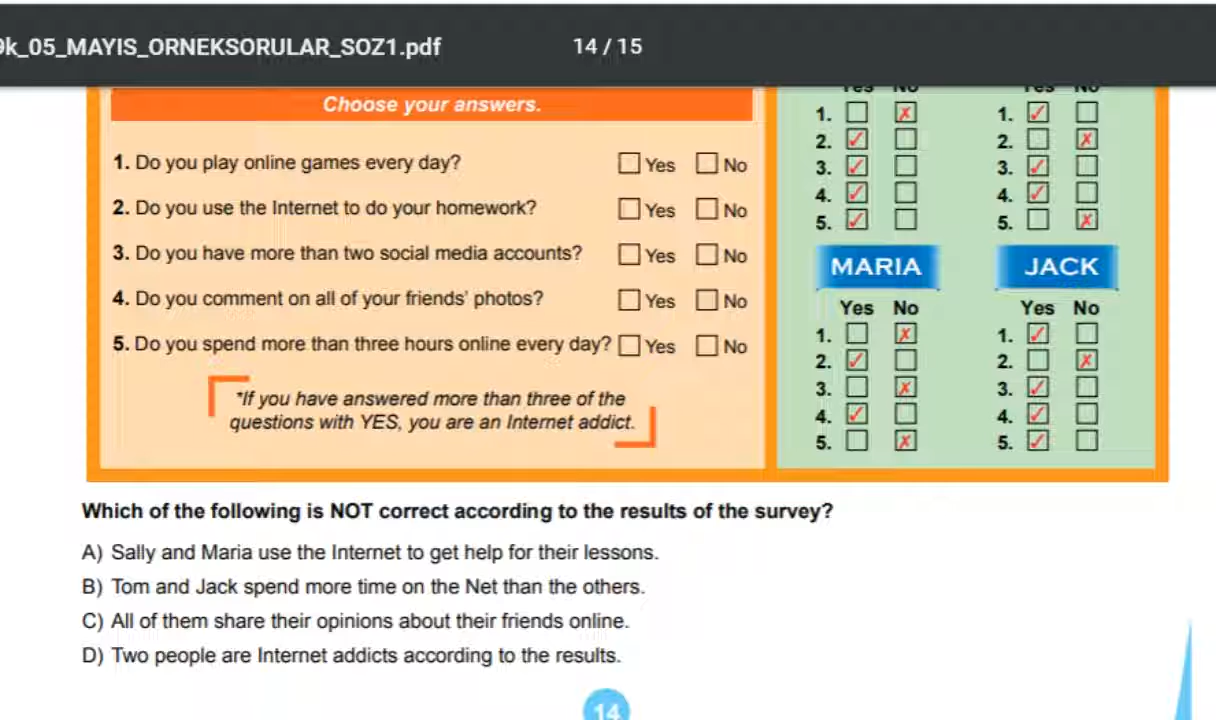 9k_05_MAYIS_ORNEKSORULAR_SOZ1.pdf 14 / 15
Choose your answers.
1. Do you play online games every day? Yes No
2. Do you use the Internet to do your homework? Yes No
3. Do you have more than two social media accounts? Yes No
4. Do you comment on all of your friends' photos? Yes No
5. Do you spend more than three hours online every day? Yes No
*If you have answered more than three of the
questions with YES, you are an Internet addict.
Yes No
1.
2.
3.
4.
5.
Yes No
1.
2.
3.
4.
5.
MARIA
Yes No
1.
2.
3.
4.
5.
JACK
Yes No
1.
2.
3.
4.
5.
Which of the following is NOT correct according to the results of the survey?
A) Sally and Maria use the Internet to get help for their lessons.
B) Tom and Jack spend more time on the Net than the others.
C) All of them share their opinions about their friends online.
D) Two people are Internet addicts according to the results.
14